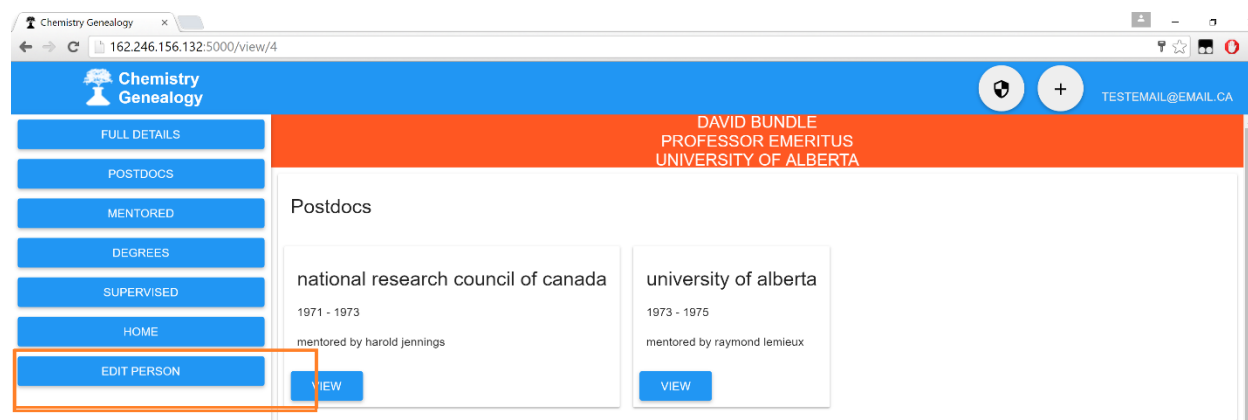 Chemistry Genealogy
162.246.156.132:5000/view/4
Chemistry
Genealogy
TESTEMAIL@EMAIL.CA
FULL DETAILS
POSTDOCS
MENTORED
DEGREES
SUPERVISED
HOME
EDIT PERSON
DAVID BUNDLE
PROFESSOR EMERITUS
UNIVERSITY OF ALBERTA
Postdocs
national research council of canada
1971 - 1973
mentored by harold jennings
VIEW
university of alberta
1973 - 1975
mentored by raymond lemieux
VIEW